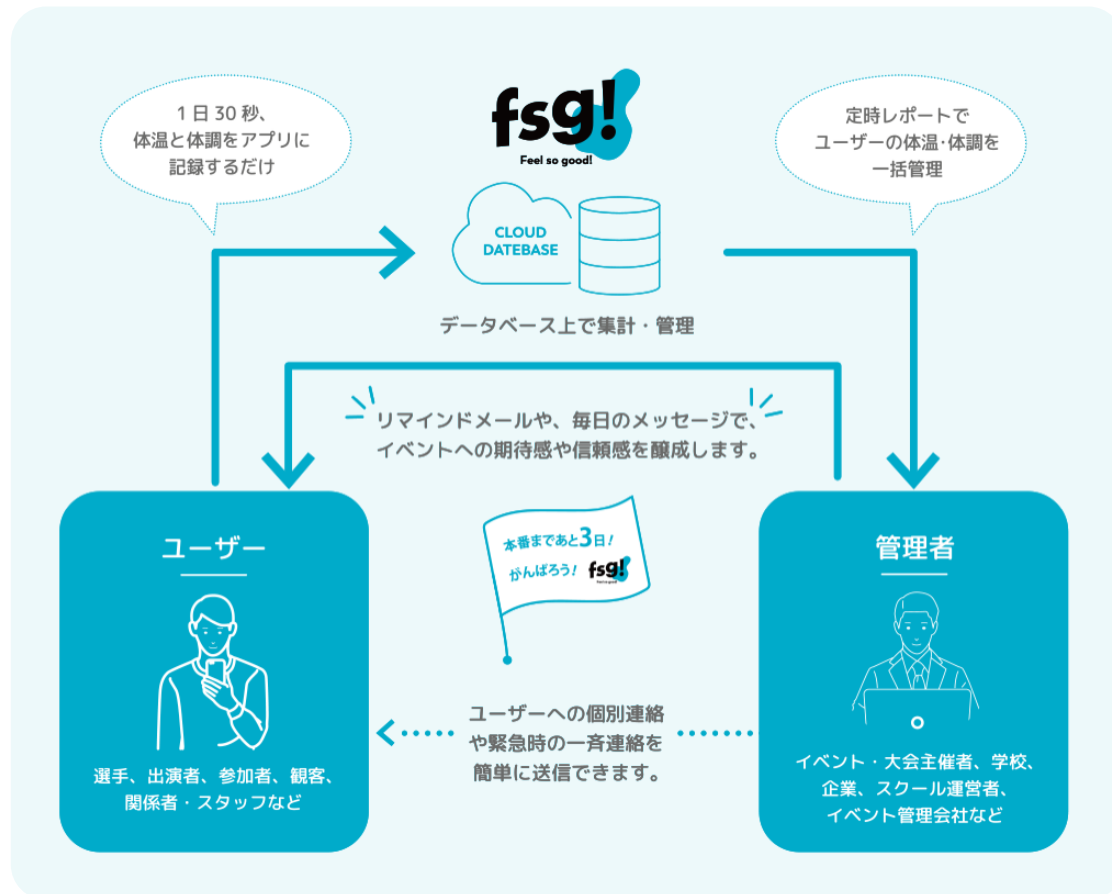 1日30秒、
体温と体調をアプリに
記録するだけ
fsg!
Feel so good!
定時レポートで
ユーザーの体温・体調を
一括管理
CLOUD
DATEBASE
データベース上で集計・管理
リマインドメールや、毎日のメッセージで、
イベントへの期待感や信頼感を醸成します。
ユーザー
選手、出演者、参加者、観客、
関係者・スタッフなど
本番まであと3日!
がんばろう! fsg!
ユーザーへの個別連絡
や緊急時の一斉連絡を
簡単に送信できます。
管理者
イベント・大会主催者、学校、
企業、スクール運営者、
イベント管理会社など